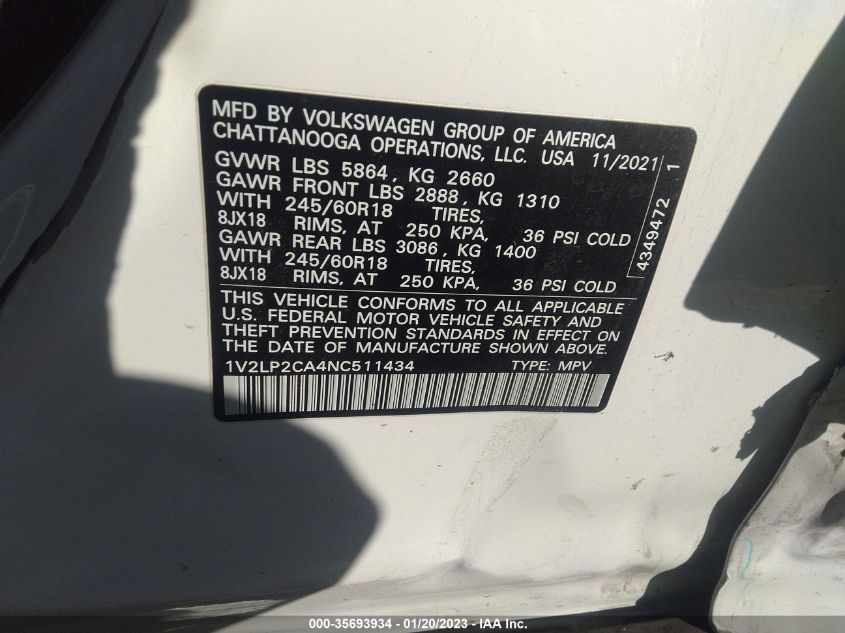 MFD BY VOLKSWAGEN GROUP OF AMERICA
CHATTANOOGA OPERATIONS, LLC. USA 11/2021
GVWR LBS 5864, KG 2660
GAWR FRONT LBS 2888, KG 1310
WITH 245/60R18 TIRES,
8JX18 RIMS, AT 250 KPA, 36 PSI COLD
GAWR REAR LBS 3086, KG 1400
WITH 245/60R18 TIRES,
8JX18 RIMS, AT 250 KPA, 36 PSI COLD
4349472 1
THIS VEHICLE CONFORMS TO ALL APPLICABLE
U.S. FEDERAL MOTOR VEHICLE SAFETY AND
THEFT PREVENTION STANDARDS IN EFFECT ON
THE DATE OF MANUFACTURE SHOWN ABOVE.
1V2LP2CA4NC511434 TYPE: MPV
000-35693934 - 01/20/2023 - IAA Inc.